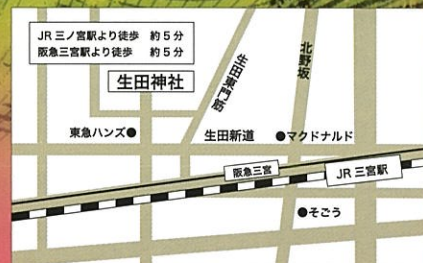 JR 三ノ宮駅より徒歩　約５分
阪急三宮駅より徒歩　約５分
生田神社
生田東門筋
北野坂
東急ハンズ●
生田新道
●マクドナルド
阪急三宮
JR 三宮駅
●そごう